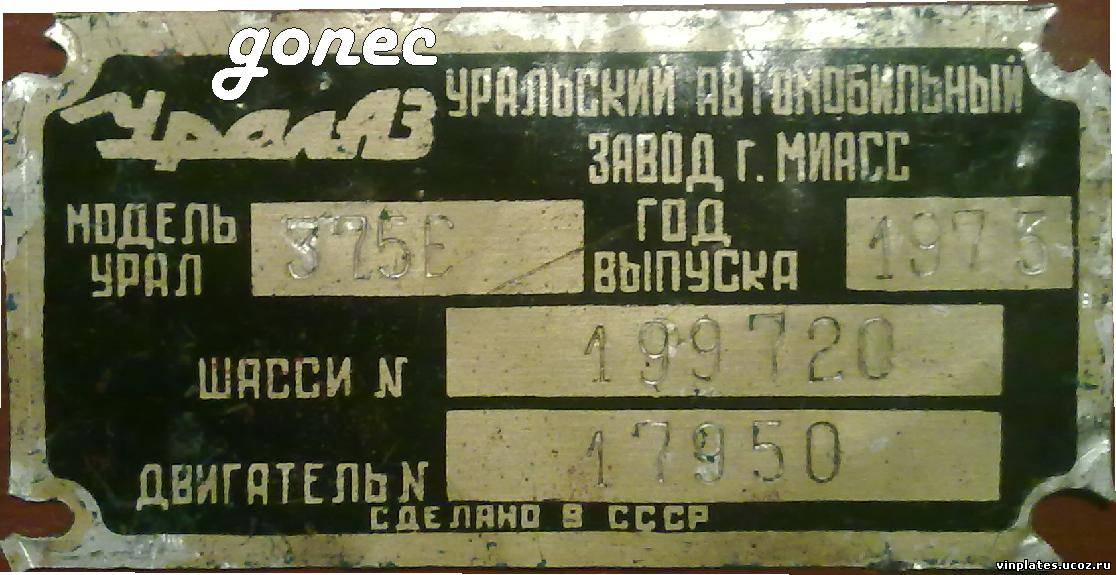 gonec
УралАЗ
УРАЛЬСКИЙ АВТОМОБИЛЬНЫЙ
ЗАВОД г. МИАСС
МОДЕЛЬ
УРАЛ
375Е
ГОД
ВЫПУСКА
1973
ШАССИ N
199720
ДВИГАТЕЛЬ N
17950
СДЕЛАНО В СССР
vinplates.ucoz.ru